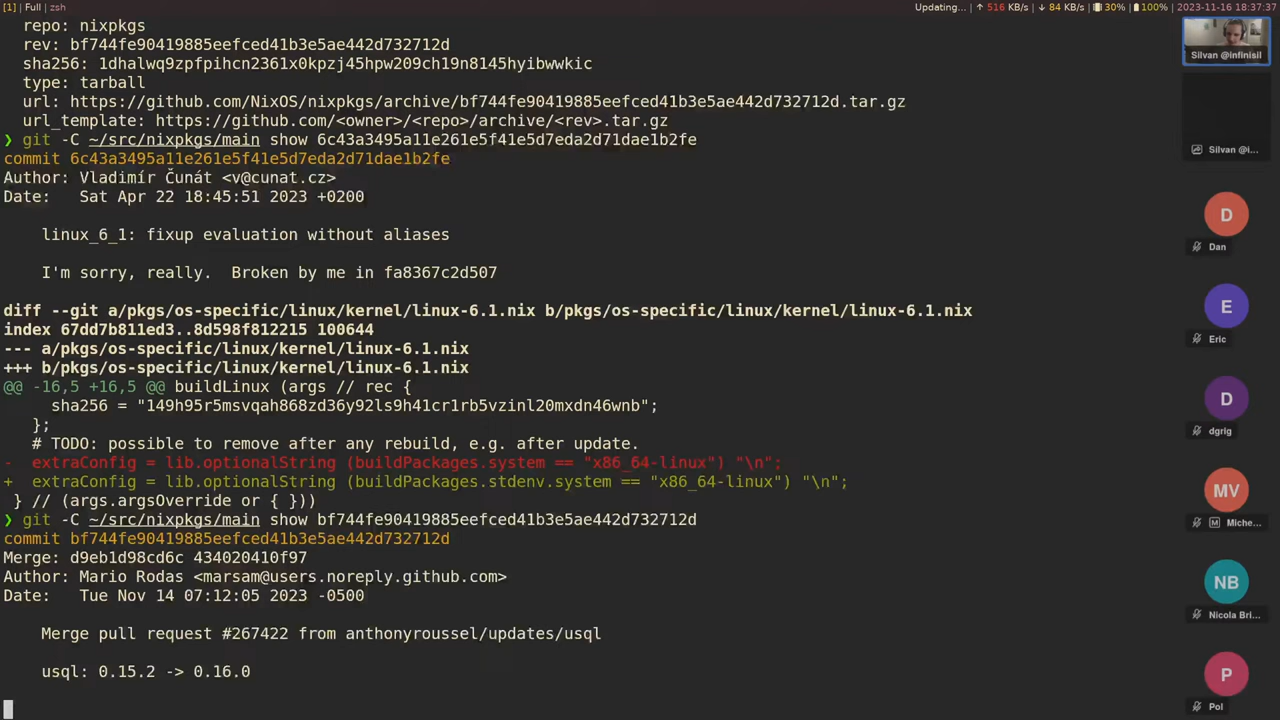 [1] | Full | zsh
Updating... | ↑ 516 KB/s | ↓ 84 KB/s | 30% | 100% | 2023-11-16 18:37:37
repo: nixpkgs
rev: bf744fe90419885eefced41b3e5ae442d732712d
sha256: 1dhalwq9zpfpihcn2361x0kpzj45hpw209ch19n8145hyibwwkic
type: tarball
url: https://github.com/NixOS/nixpkgs/archive/bf744fe90419885eefced41b3e5ae442d732712d.tar.gz
url_template: https://github.com/<owner>/<repo>/archive/<rev>.tar.gz
❯ git -C ~/src/nixpkgs/main show 6c43a3495a11e261e5f41e5d7eda2d71dae1b2fe
commit 6c43a3495a11e261e5f41e5d7eda2d71dae1b2fe
Author: Vladimír Čunát <v@cunat.cz>
Date:   Sat Apr 22 18:45:51 2023 +0200
linux_6_1: fixup evaluation without aliases
I'm sorry, really.  Broken by me in fa8367c2d507
diff --git a/pkgs/os-specific/linux/kernel/linux-6.1.nix b/pkgs/os-specific/linux/kernel/linux-6.1.nix
index 67dd7b811ed3..8d598f812215 100644
--- a/pkgs/os-specific/linux/kernel/linux-6.1.nix
+++ b/pkgs/os-specific/linux/kernel/linux-6.1.nix
@@ -16,5 +16,5 @@ buildLinux (args // rec {
sha256 = "149h95r5msvqah868zd36y92ls9h41cr1rb5vzinl20mxdn46wnb";
};
# TODO: possible to remove after any rebuild, e.g. after update.
-  extraConfig = lib.optionalString (buildPackages.system == "x86_64-linux") "\n";
+  extraConfig = lib.optionalString (buildPackages.stdenv.system == "x86_64-linux") "\n";
} // (args.argsOverride or { }))
❯ git -C ~/src/nixpkgs/main show bf744fe90419885eefced41b3e5ae442d732712d
commit bf744fe90419885eefced41b3e5ae442d732712d
Merge: d9eb1d98cd6c 434020410f97
Author: Mario Rodas <marsam@users.noreply.github.com>
Date:   Tue Nov 14 07:12:05 2023 -0500
Merge pull request #267422 from anthonyroussel/updates/usql
usql: 0.15.2 -> 0.16.0
Silvan @infinisil
Silvan @i...
D
Dan
E
Eric
D
dgrig
MV
M Miche...
NB
Nicola Bri...
P
Pol